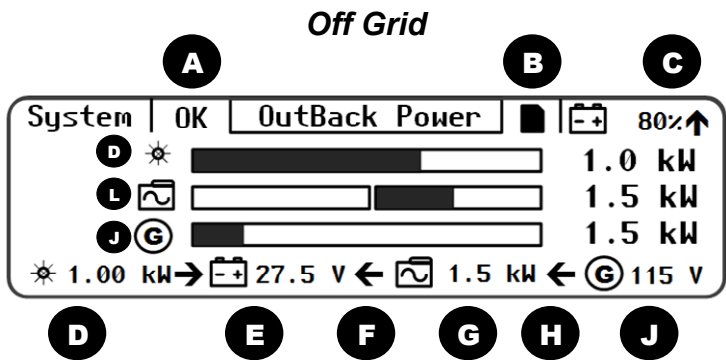 Off Grid
A B C
System OK OutBack Power 80%↑
D 1.0 kW
L 1.5 kW
J G 1.5 kW
1.00 kW→ - + 27.5 V ← 1.5 kW ← G 115 V
D E F G H J